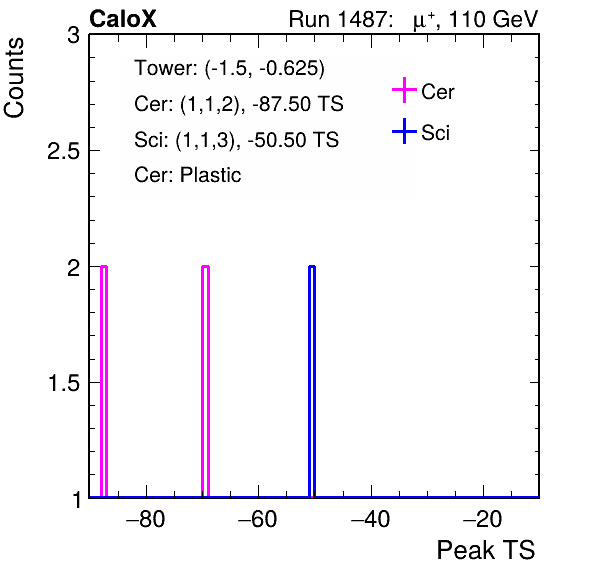 CaloX Run 1487: μ⁺, 110 GeV
Tower: (-1.5, -0.625)
Cer: (1,1,2), -87.50 TS
Sci: (1,1,3), -50.50 TS
Cer: Plastic
Cer
Sci
Counts
3
2.5
2
1.5
1
−80 −60 −40 −20
Peak TS